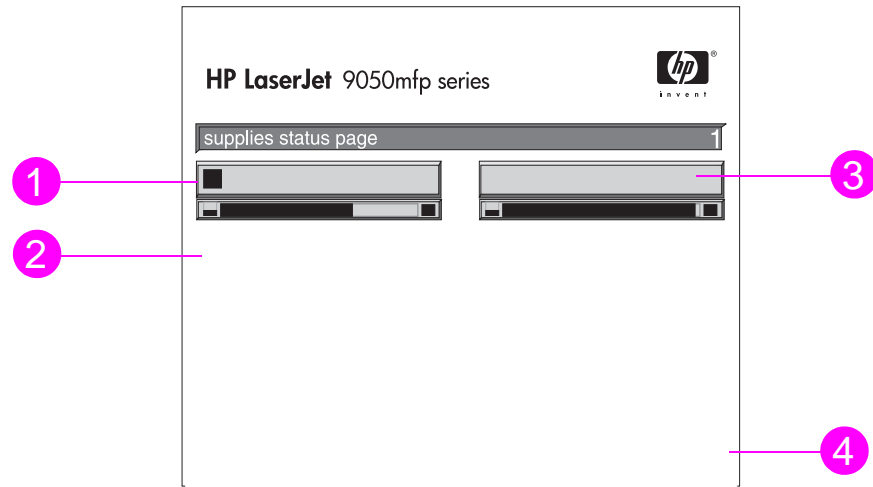 HP LaserJet 9050mfp series
hp®
invent
supplies status page 1
1
3
2
4